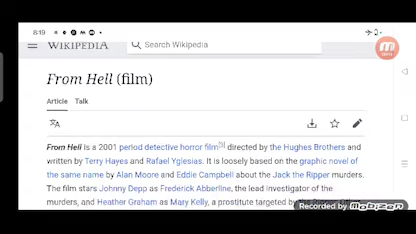 8:19
WIKIPEDIA
Search Wikipedia
From Hell (film)
Article Talk
From Hell is a 2001 period detective horror film[5] directed by the Hughes Brothers and
written by Terry Hayes and Rafael Yglesias. It is loosely based on the graphic novel of
the same name by Alan Moore and Eddie Campbell about the Jack the Ripper murders.
The film stars Johnny Depp as Frederick Abberline, the lead investigator of the
murders, and Heather Graham as Mary Kelly, a prostitute targeted by the
Recorded by Mobizen